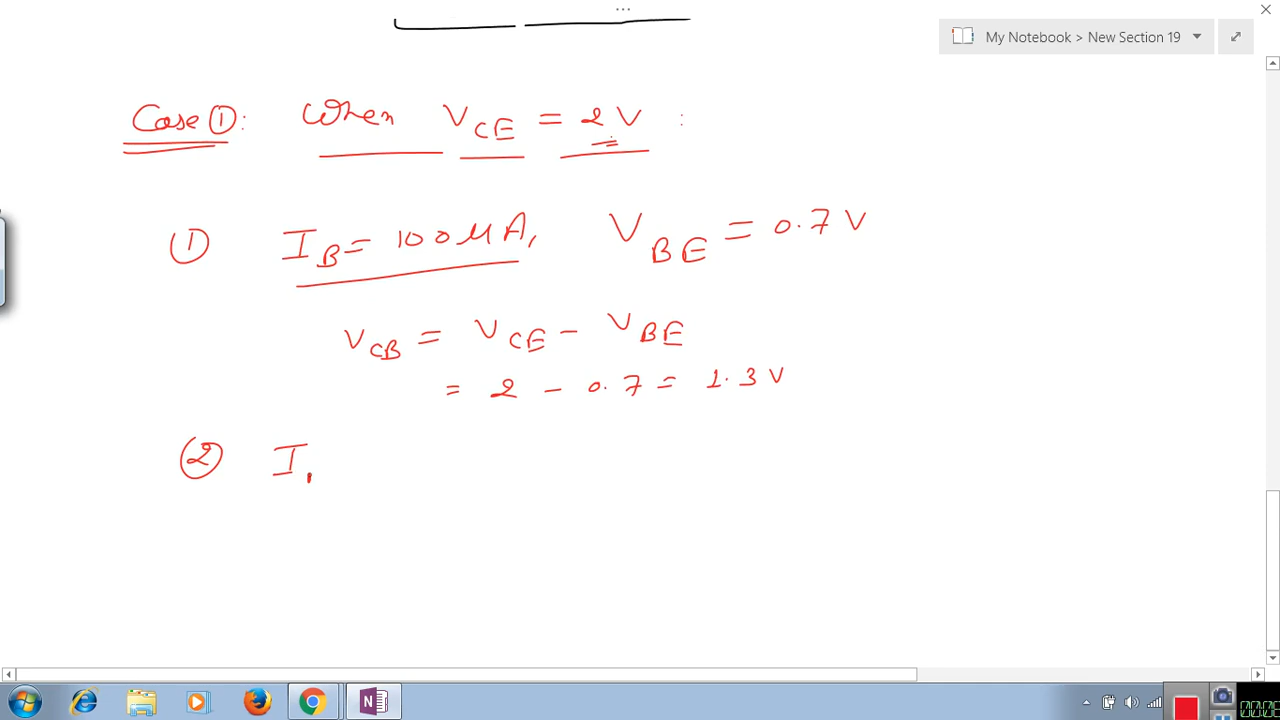 ...
My Notebook > New Section 19
Case ①: When V_CE = 2 V :
① I_B = 100 μA, V_BE = 0.7 V
V_CB = V_CE - V_BE
= 2 - 0.7 = 1.3 V
② I